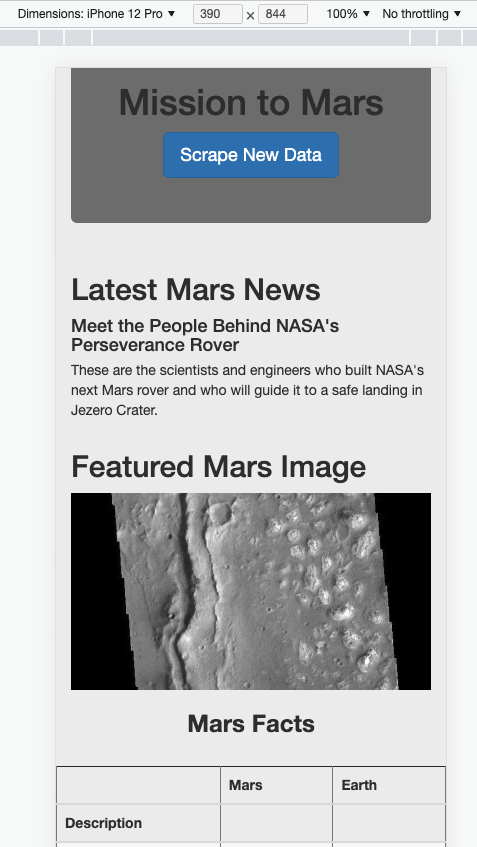 Dimensions: iPhone 12 Pro ▼ 390 × 844 100% ▼ No throttling ▼
Mission to Mars
Scrape New Data
Latest Mars News
Meet the People Behind NASA's
Perseverance Rover
These are the scientists and engineers who built NASA's
next Mars rover and who will guide it to a safe landing in
Jezero Crater.
Featured Mars Image
Mars Facts
Mars Earth
Description